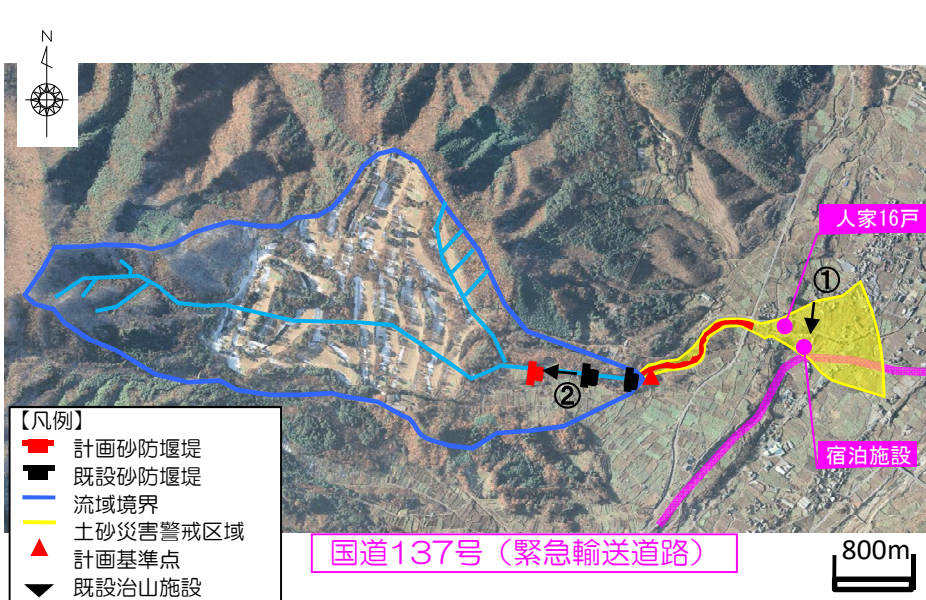 N
人家16戸
①
②
宿泊施設
【凡例】
計画砂防堰堤
既設砂防堰堤
流域境界
土砂災害警戒区域
計画基準点
既設治山施設
国道137号（緊急輸送道路）
800m